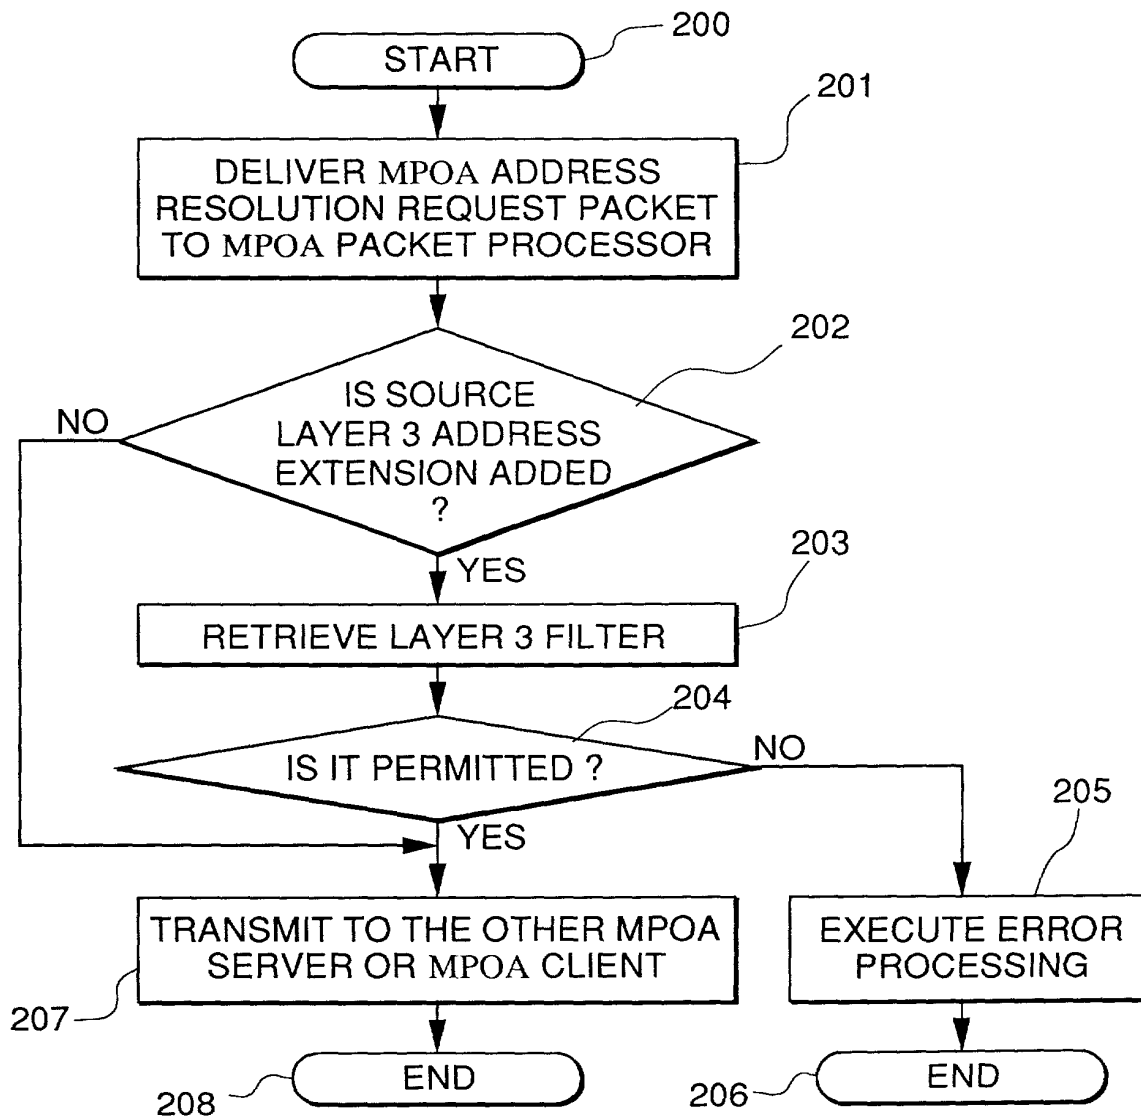 START
200
201
DELIVER MPOA ADDRESS
RESOLUTION REQUEST PACKET
TO MPOA PACKET PROCESSOR
202
IS SOURCE
LAYER 3 ADDRESS
EXTENSION ADDED
?
NO
YES
203
RETRIEVE LAYER 3 FILTER
204
IS IT PERMITTED ?
NO
YES
205
TRANSMIT TO THE OTHER MPOA
SERVER OR MPOA CLIENT
EXECUTE ERROR
PROCESSING
207
END
208
END
206